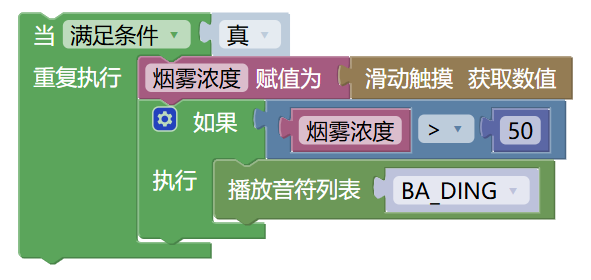 当 满足条件 真
重复执行 烟雾浓度 赋值为 滑动触摸 获取数值
如果 烟雾浓度 > 50
执行 播放音符列表 BA_DING